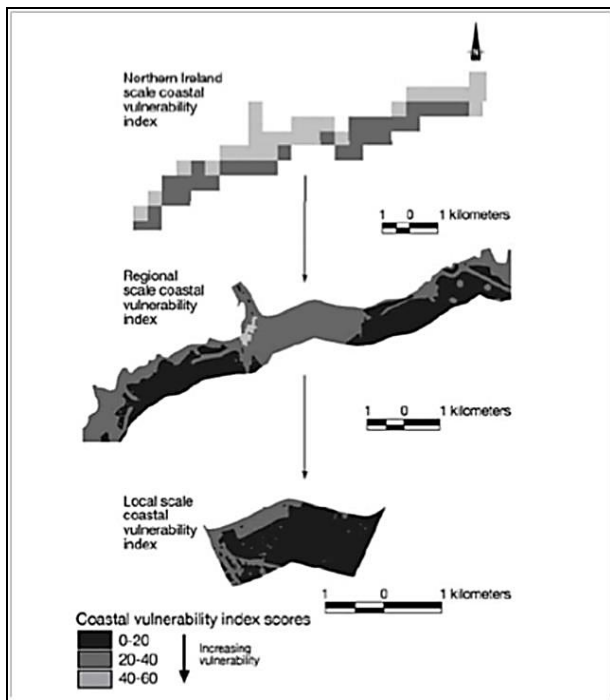 N
Northern Ireland
scale coastal
vulnerability
index
1 0 1 kilometers
Regional
scale coastal
vulnerability
index
1 0 1 kilometers
Local scale
coastal
vulnerability
index
1 0 1 kilometers
Coastal vulnerability index scores
0-20
20-40
40-60
Increasing
vulnerability